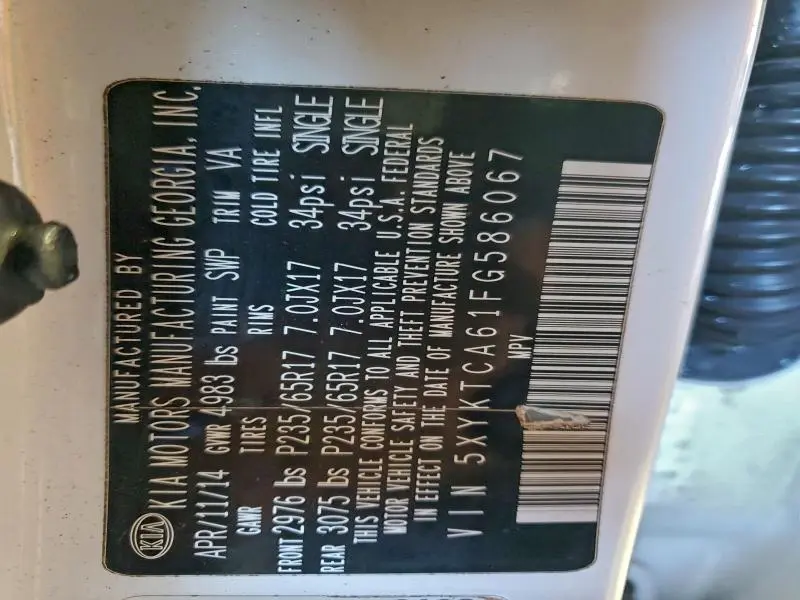 MANUFACTURED BY
KIA KIA MOTORS MANUFACTURING GEORGIA, INC.
APR/11/14 GVWR 4,983 lbs PAINT SWP TRIM VA
GAWR TIRES RIMS COLD TIRE INFL
FRONT 2976 lbs P235/65R17 7.0JX17 34psi SINGLE
REAR 3075 lbs P235/65R17 7.0JX17 34psi SINGLE
THIS VEHICLE CONFORMS TO ALL APPLICABLE U.S.A. FEDERAL
MOTOR VEHICLE SAFETY AND THEFT PREVENTION STANDARDS
IN EFFECT ON THE DATE OF MANUFACTURE SHOWN ABOVE
VIN 5XYKTCA61FG586067
MPV